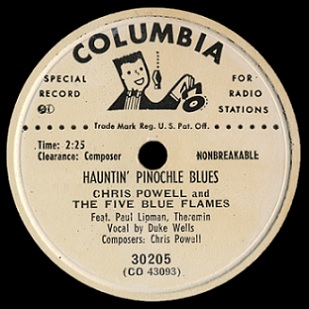 COLUMBIA
SPECIAL RECORD
FOR RADIO STATIONS
Trade Mark Reg. U. S. Pat. Off.
Time: 2:25
Clearance: Composer
NONBREAKABLE
HAUNTIN' PINOCHLE BLUES
CHRIS POWELL and
THE FIVE BLUE FLAMES
Feat. Paul Lipman, Theremin
Vocal by Duke Wells
Composers: Chris Powell
30205
(CO 43093)